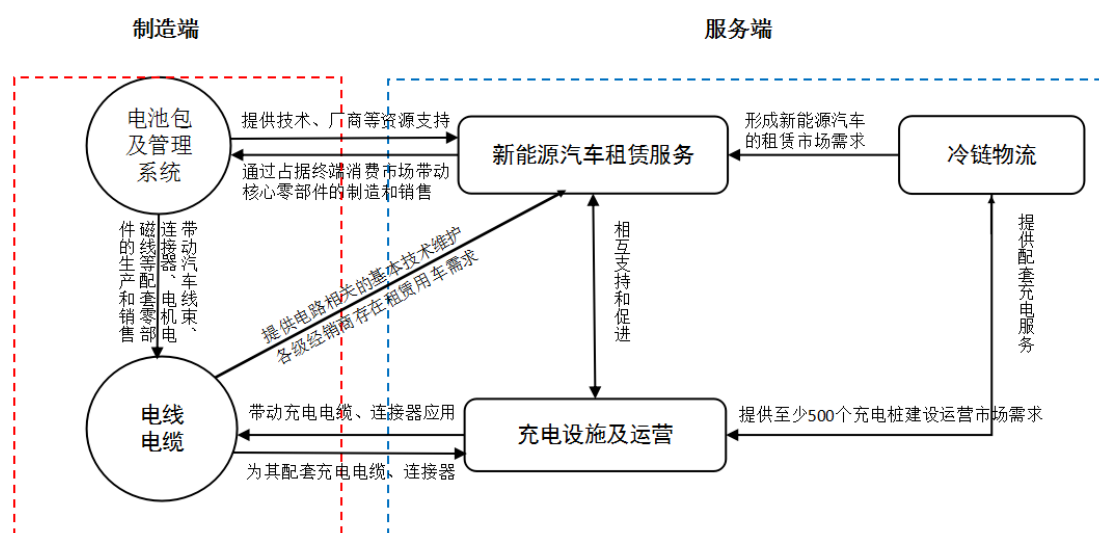 制造端
服务端
电池包
及管理
系统
提供技术、厂商等资源支持
通过占据终端消费市场带动
核心零部件的制造和销售
新能源汽车租赁服务
形成新能源汽车
的租赁市场需求
冷链物流
带动汽车线束、
连接器、电机电
磁线等配套零部
件的生产和销售
提供电路相关的基本技术维护
各级经销商存在租赁用车需求
相互支持和促进
提供配套充电服务
电线
电缆
带动充电电缆、连接器应用
为其配套充电电缆、连接器
充电设施及运营
提供至少500个充电桩建设运营市场需求